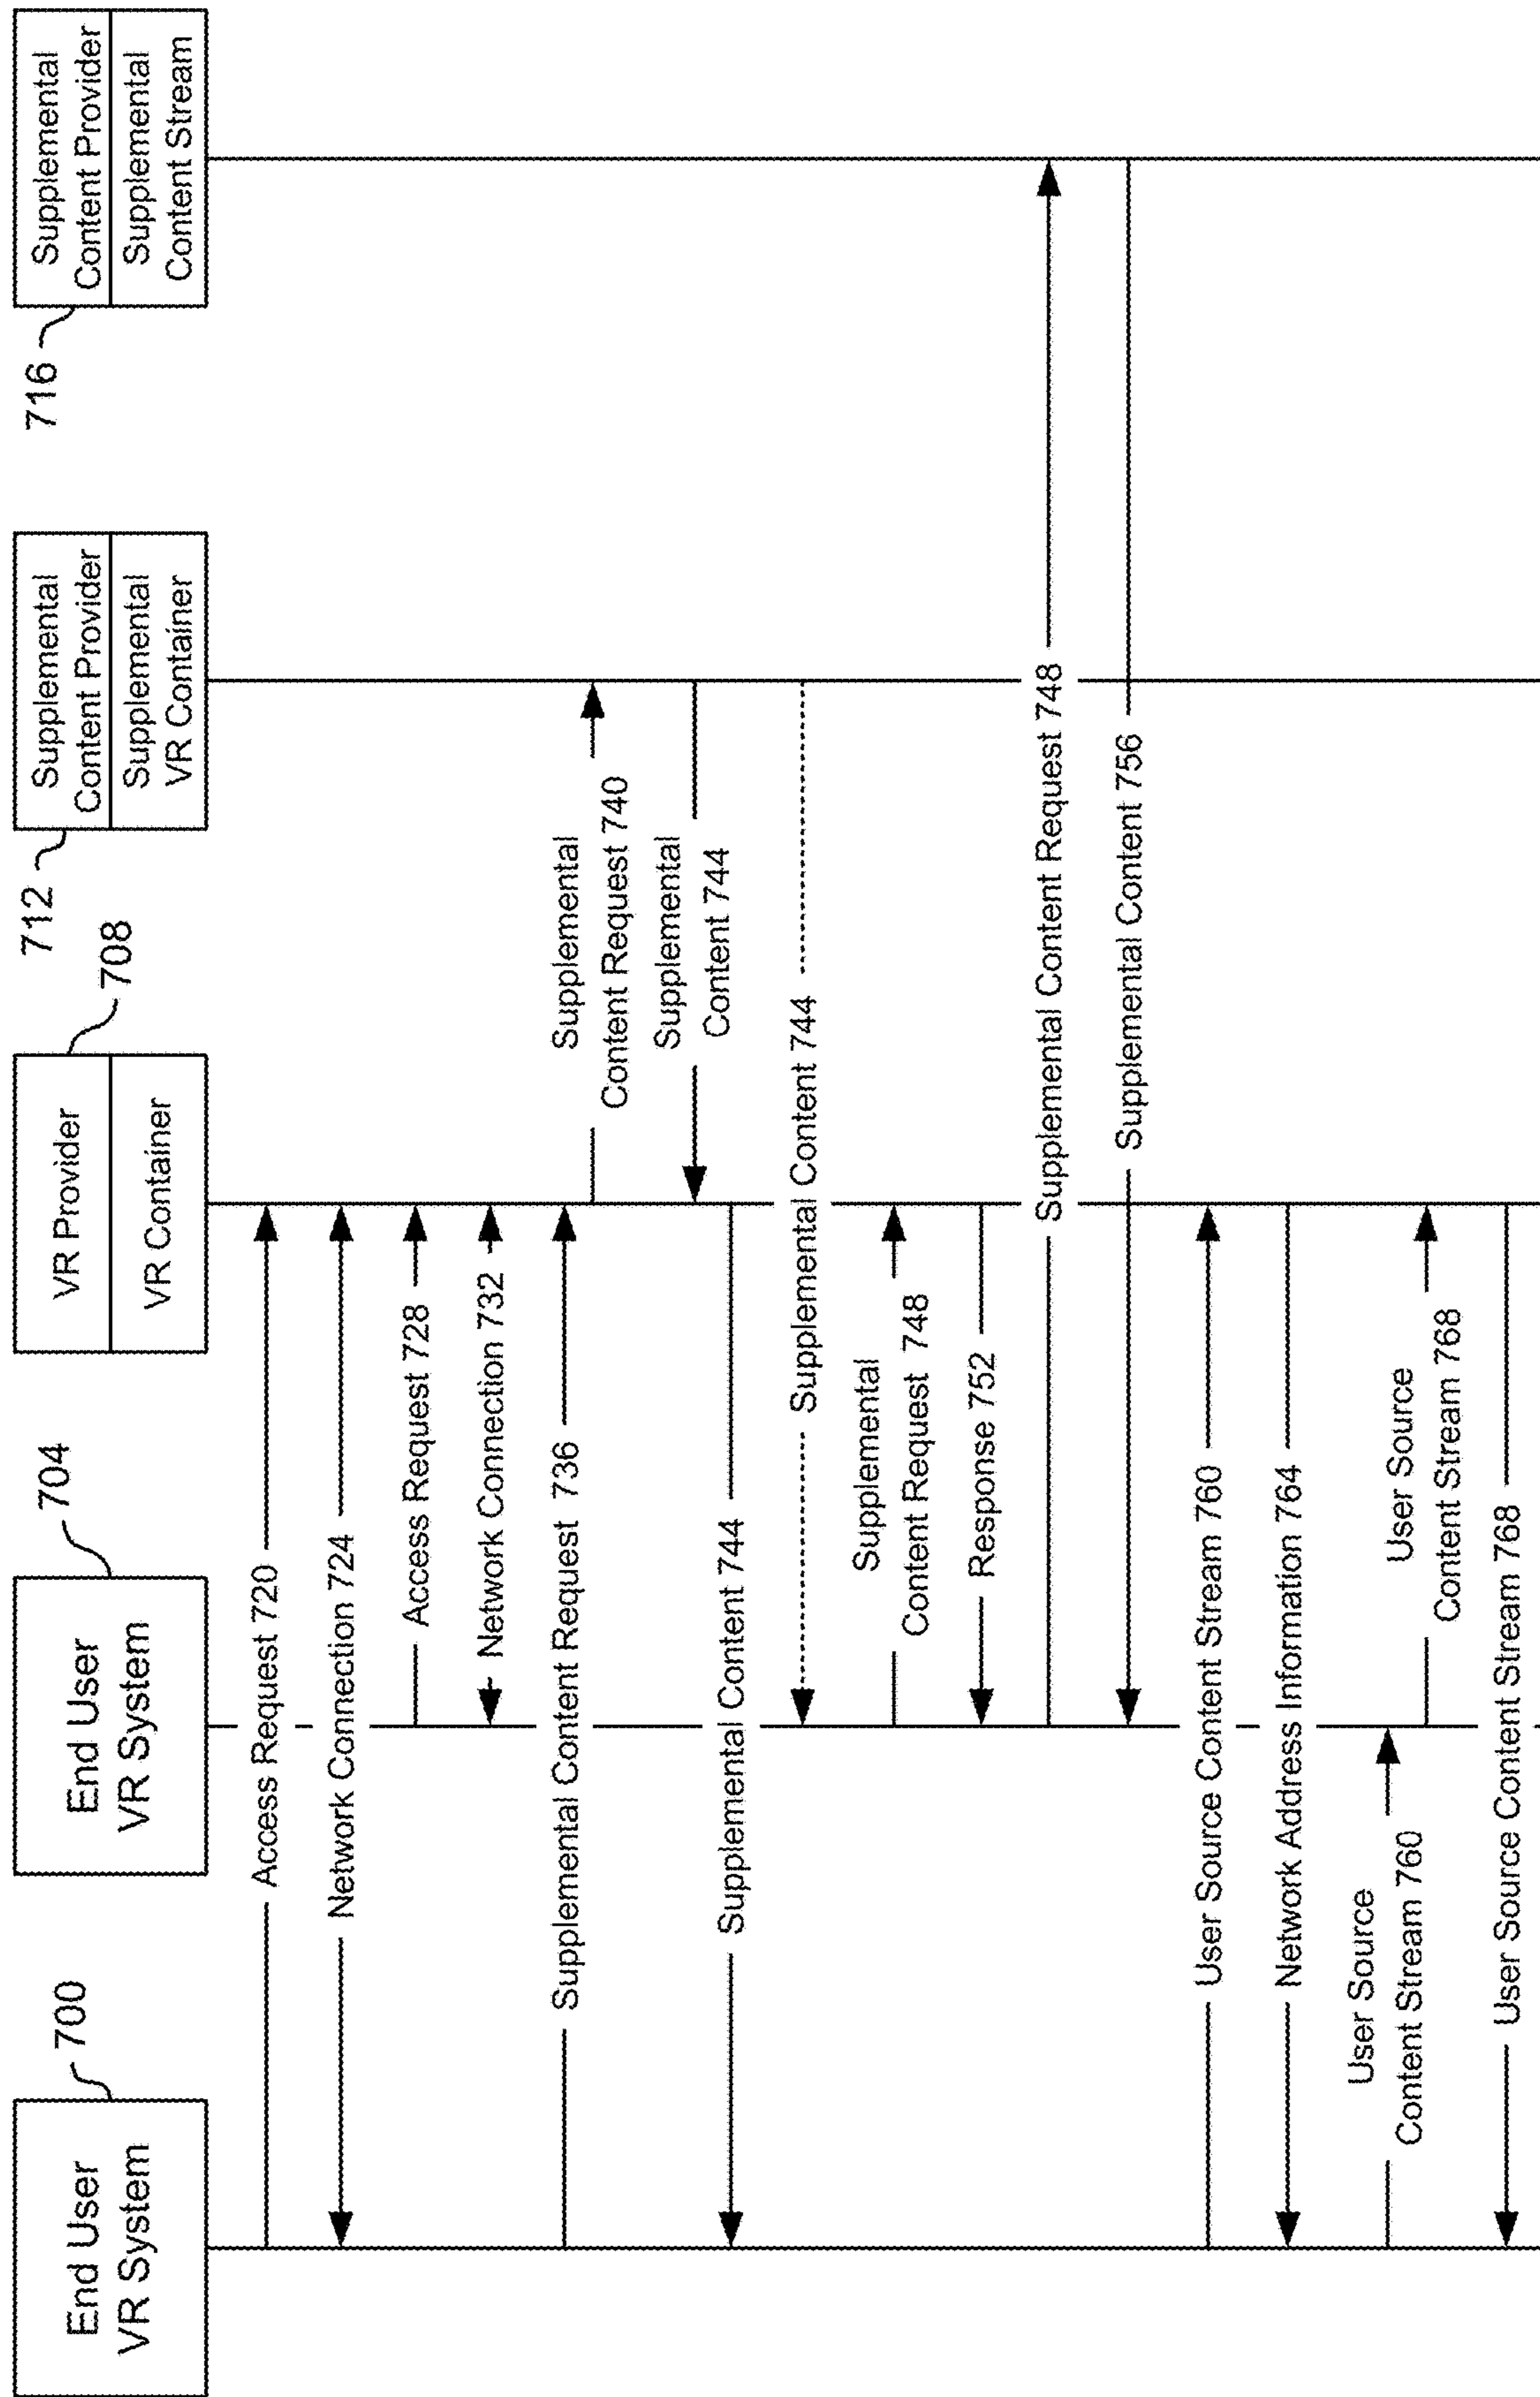 End User
VR System
700
End User
VR System
704
VR Provider
VR Container
708
Supplemental
Content Provider
Supplemental
VR Container
712
Supplemental
Content Provider
Supplemental
Content Stream
716
Access Request 720
Network Connection 724
Access Request 728
Network Connection 732
Supplemental Content Request 736
Supplemental
Content Request 740
Supplemental
Content 744
Supplemental Content 744
Supplemental Content 744
Supplemental
Content Request 748
Response 752
Supplemental Content Request 748
Supplemental Content 756
User Source Content Stream 760
Network Address Information 764
User Source
Content Stream 760
User Source
Content Stream 768
User Source Content Stream 768